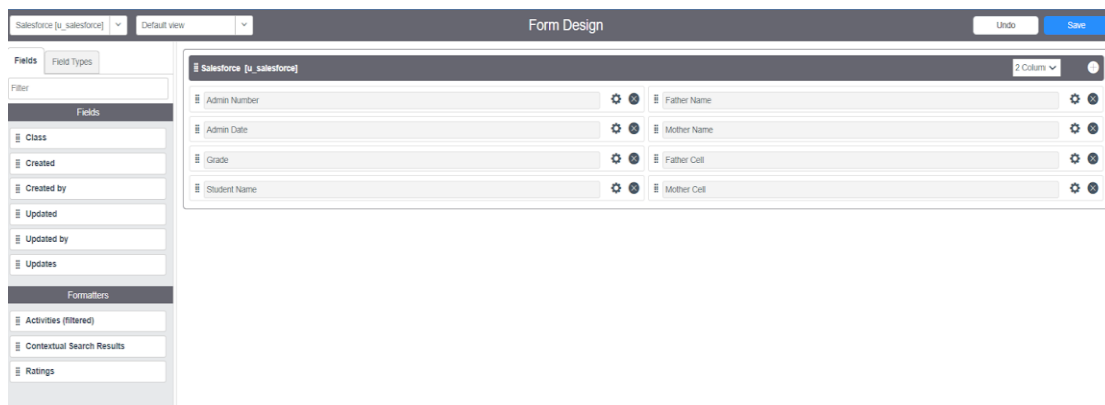 Salesforce [u_salesforce]
Default view
Form Design
Undo
Save
Fields
Field Types
Filter
Fields
Class
Created
Created by
Updated
Updated by
Updates
Formatters
Activities (filtered)
Contextual Search Results
Ratings
Salesforce [u_salesforce]
2 Colum
Admin Number
Father Name
Admin Date
Mother Name
Grade
Father Cell
Student Name
Mother Cell